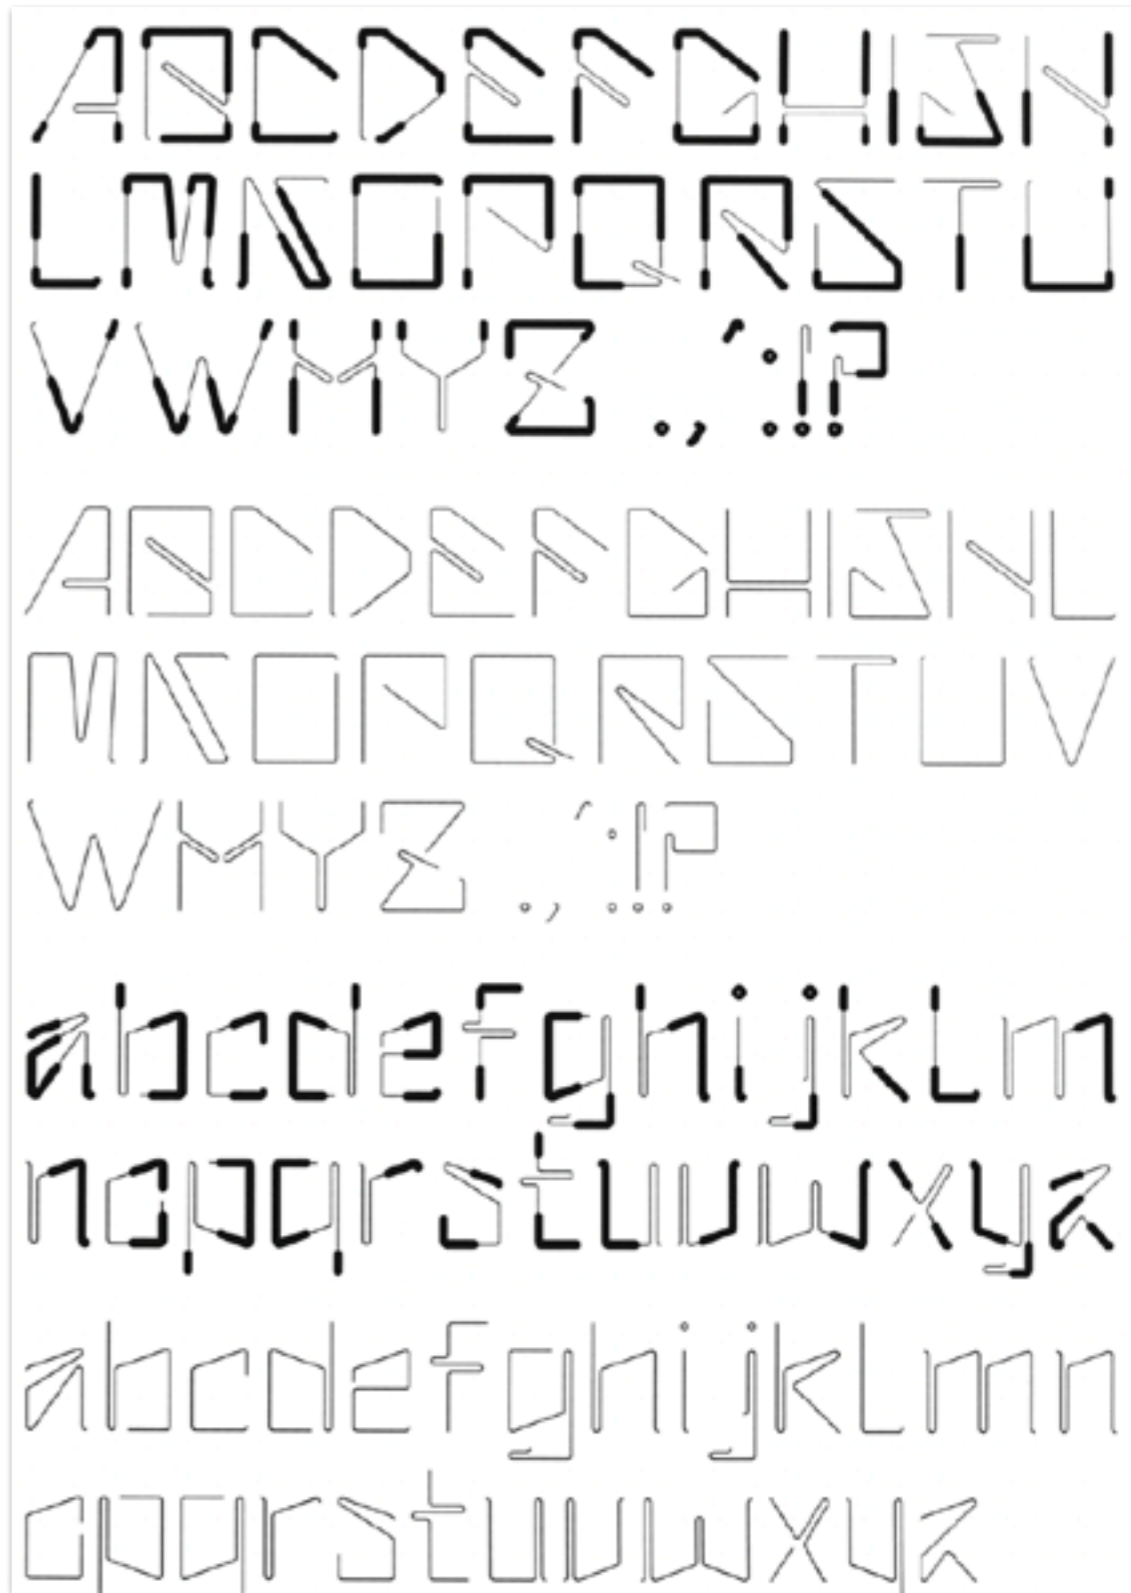 ABCDEFGHIJK
LMNOPQRSTU
VWXYZ .,':!?
ABCDEFGHIJKL
MNOPQRSTUV
WXYZ .,':!?
abcdefghijklm
nopqrstuvwxyz
abcdefghijklmn
opqrstuvwxyz